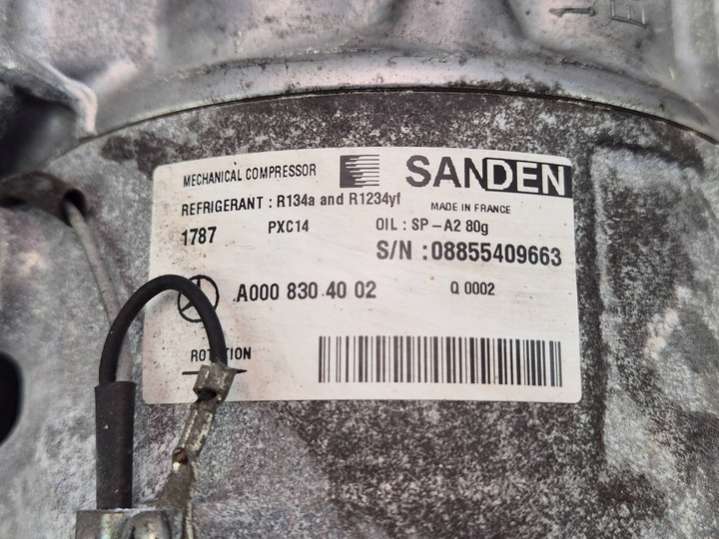 MECHANICAL COMPRESSOR SANDEN
REFRIGERANT : R134a and R1234yf MADE IN FRANCE
1787 PXC14 OIL : SP-A2 80g
S/N :08855409663
A000 830 40 02 Q 0002
ROTATION